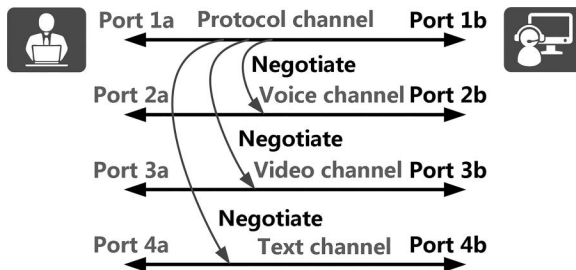 Port 1a Protocol channel Port 1b
Negotiate
Port 2a Voice channel Port 2b
Negotiate
Port 3a Video channel Port 3b
Negotiate
Port 4a Text channel Port 4b